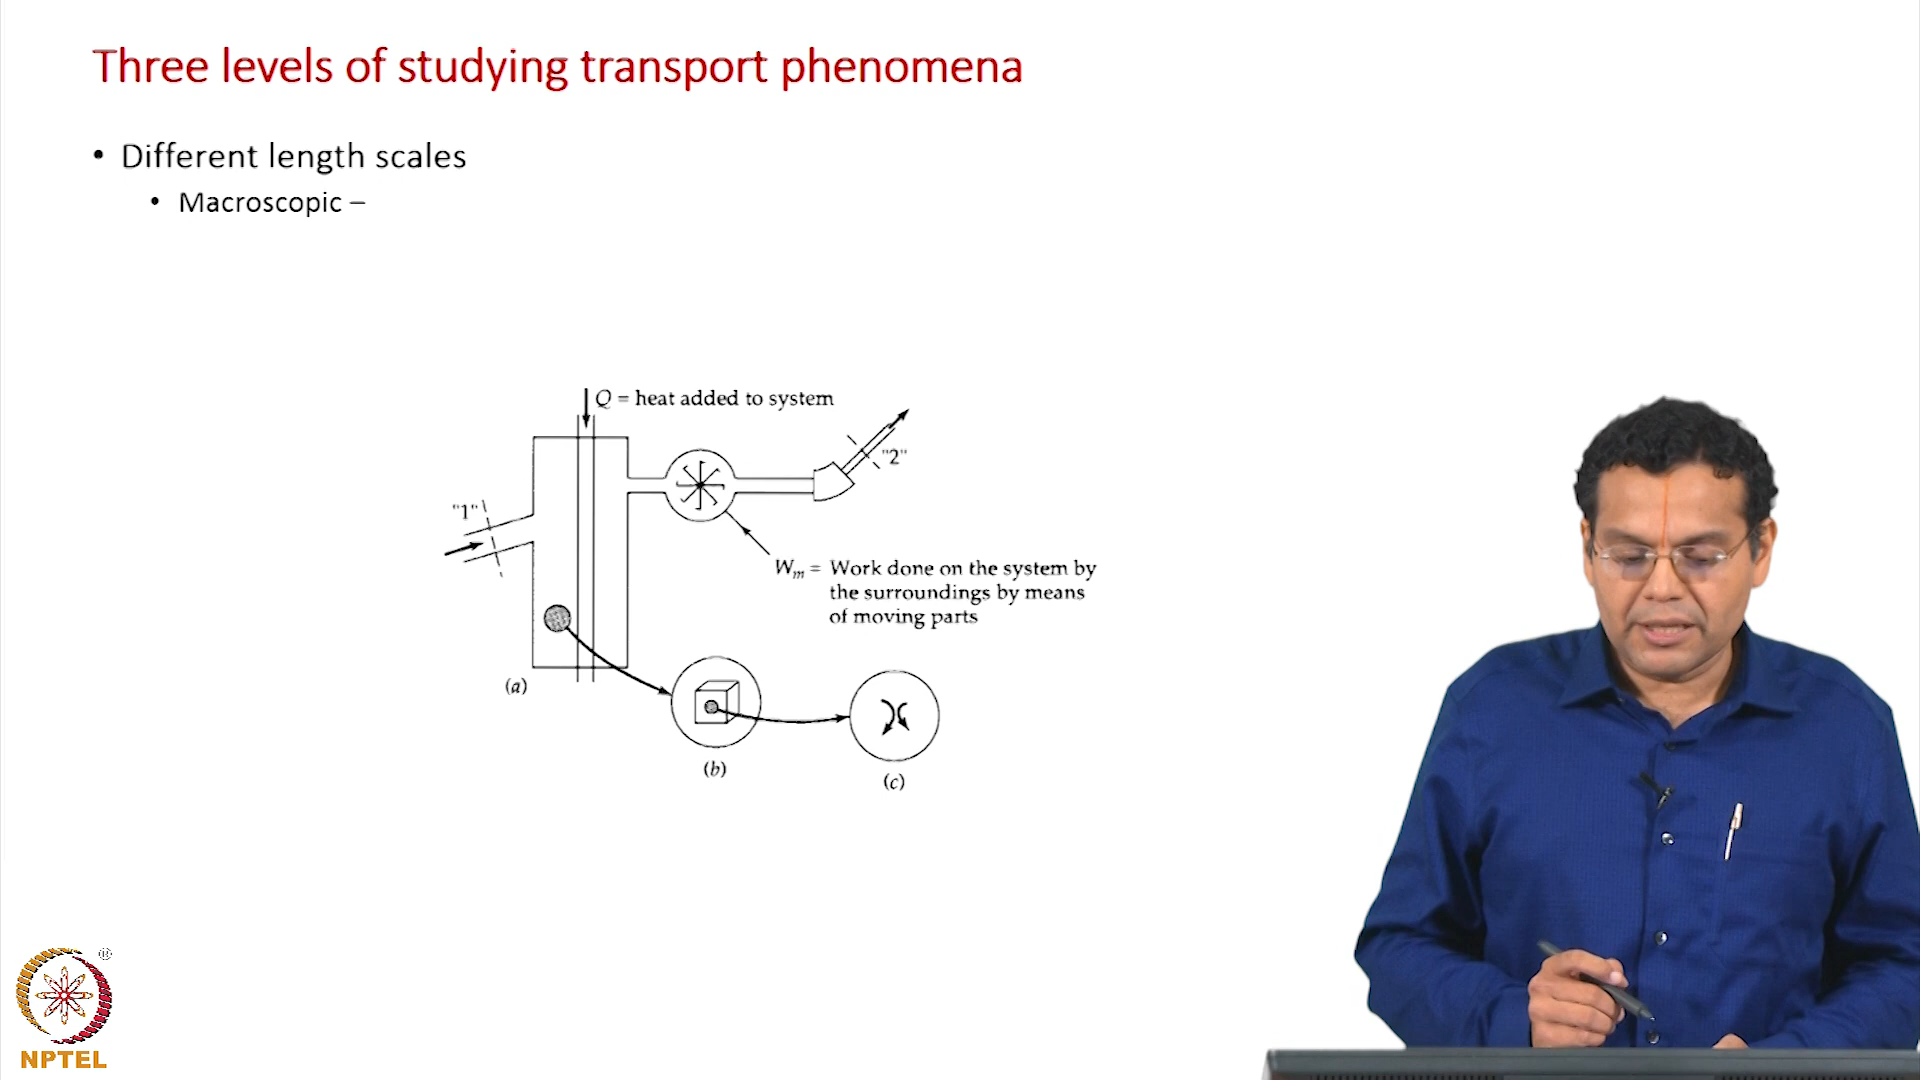 Three levels of studying transport phenomena
• Different length scales
• Macroscopic –
Q = heat added to system
"2"
"1"
Wm = Work done on the system by
the surroundings by means
of moving parts
(a)
(b)
(c)
®
NPTEL